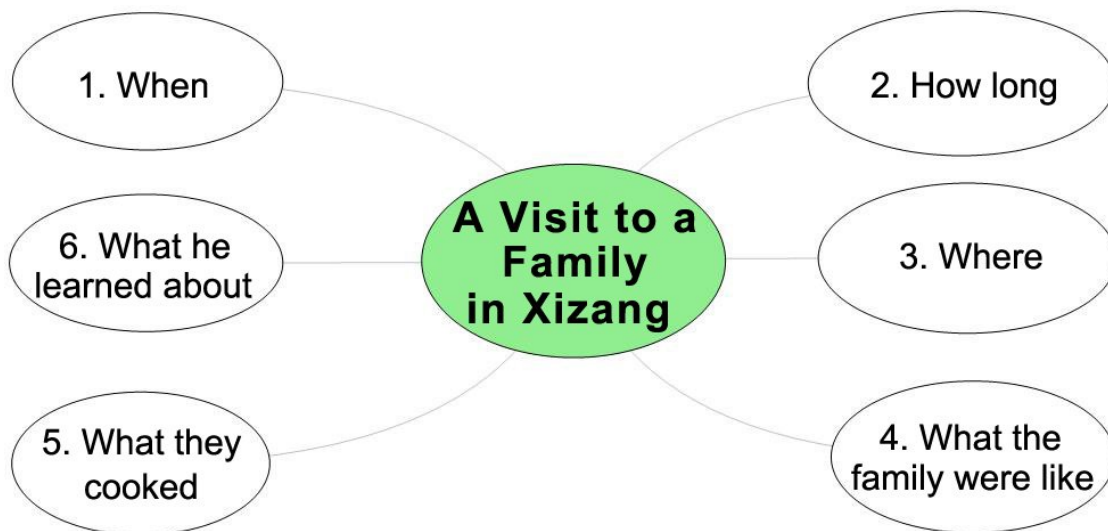 1. When
2. How long
A Visit to a
Family
in Xizang
6. What he
learned about
3. Where
5. What they
cooked
4. What the
family were like